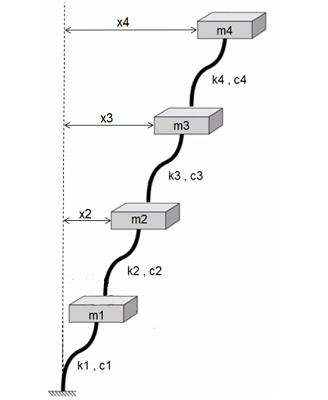 x4
m4
k4 , c4
x3
m3
k3 , c3
x2
m2
k2 , c2
m1
k1 , c1